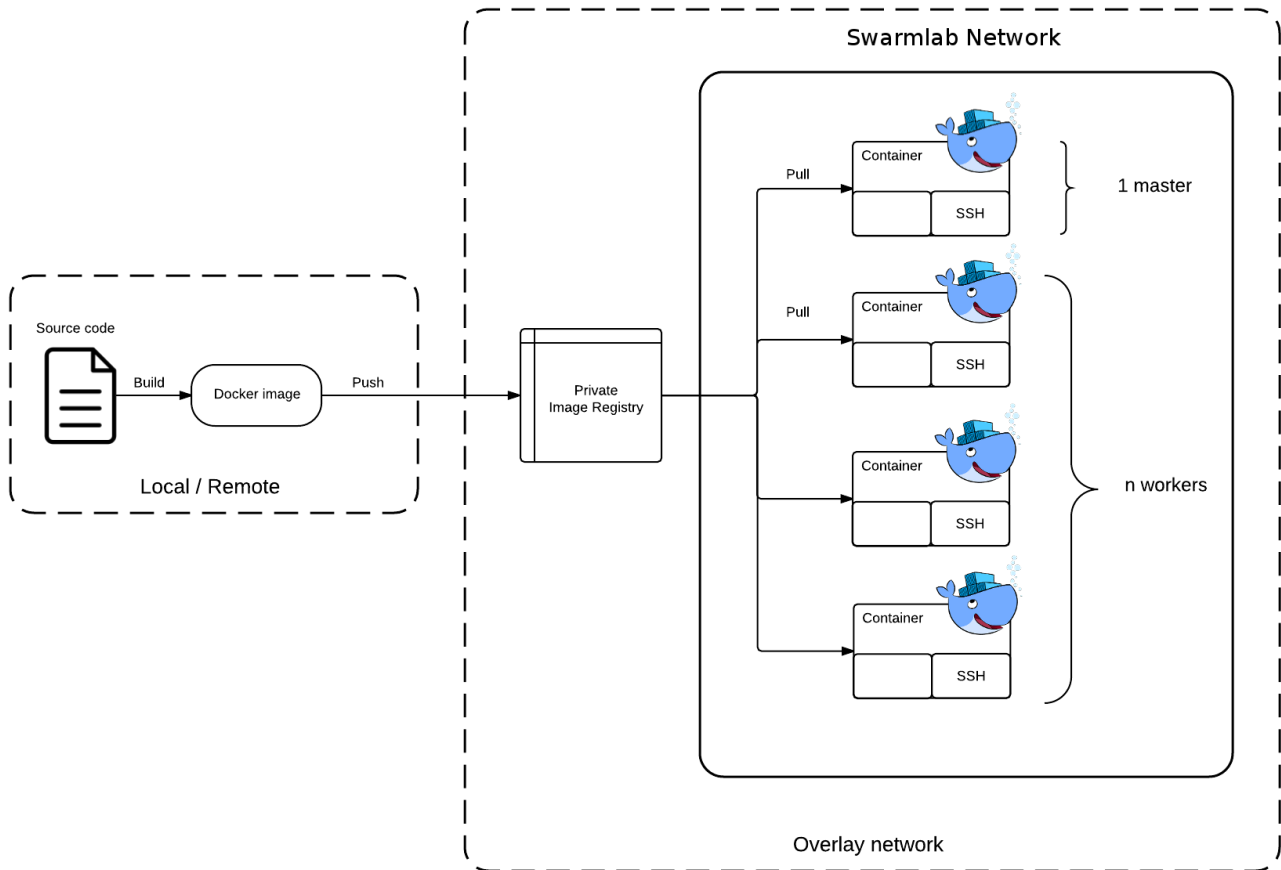 Swarmlab Network
Container
SSH
Pull
1 master
Container
SSH
Pull
Source code
Build
Docker image
Push
Local / Remote
Private
Image Registry
Container
SSH
n workers
Container
SSH
Overlay network